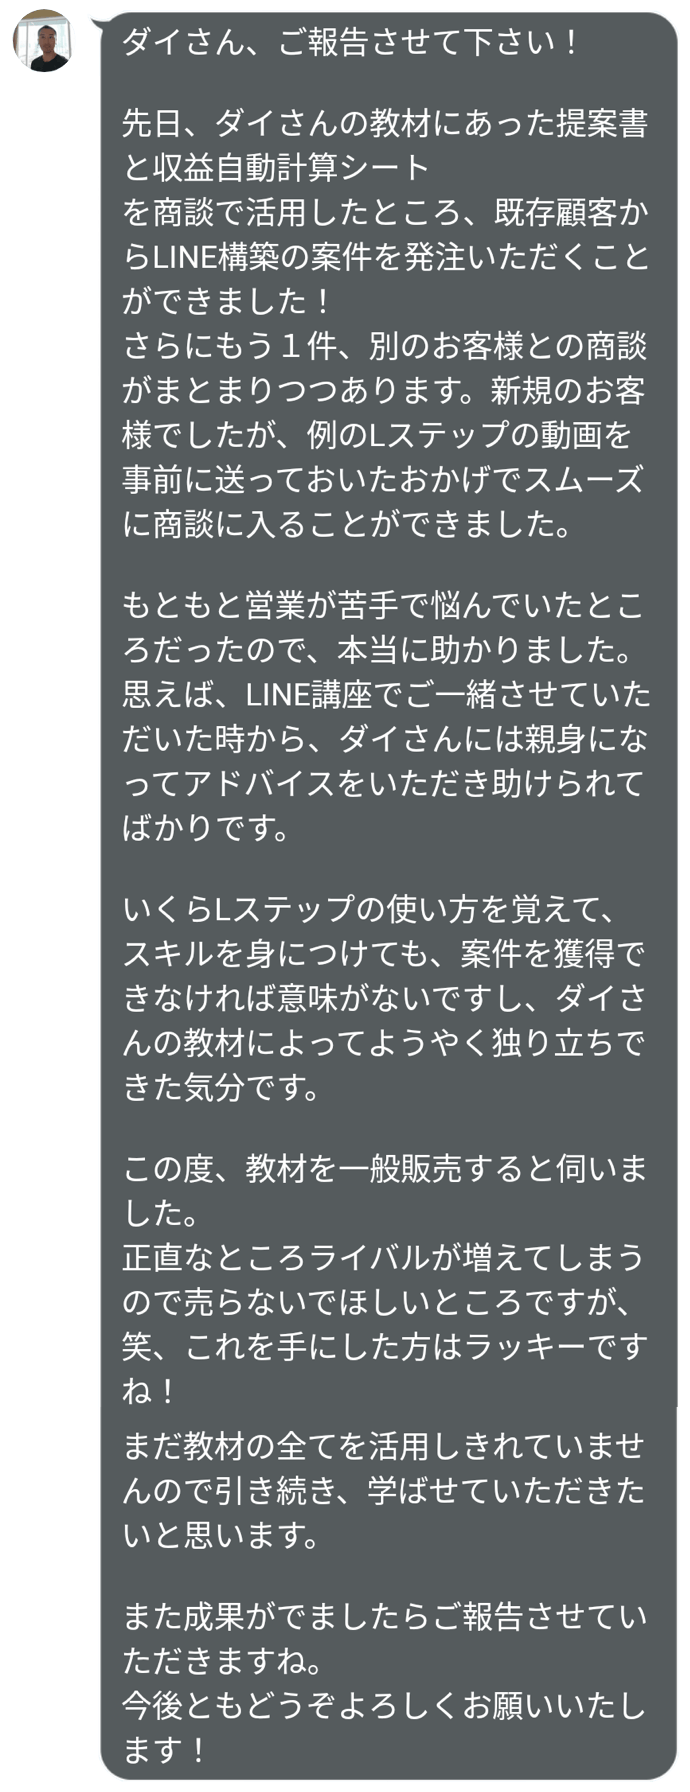 ダイさん、ご報告させて下さい！
先日、ダイさんの教材にあった提案書
と収益自動計算シート
を商談で活用したところ、既存顧客か
らLINE構築の案件を発注いただくこと
ができました！
さらにもう１件、別のお客様との商談
がまとまりつつあります。新規のお客
様でしたが、例のLステップの動画を
事前に送っておいたおかげでスムーズ
に商談に入ることができました。
もともと営業が苦手で悩んでいたとこ
ろだったので、本当に助かりました。
思えば、LINE講座でご一緒させていた
だいた時から、ダイさんには親身にな
ってアドバイスをいただき助けられて
ばかりです。
いくらLステップの使い方を覚えて、
スキルを身につけても、案件を獲得で
きなければ意味がないですし、ダイさ
んの教材によってようやく独り立ちで
きた気分です。
この度、教材を一般販売すると伺いま
した。
正直なところライバルが増えてしまう
ので売らないでほしいところですが、
笑、これを手にした方はラッキーです
ね！
まだ教材の全てを活用しきれていませ
んので引き続き、学ばせていただきた
いと思います。
また成果がでましたらご報告させてい
ただきますね。
今後ともどうぞよろしくお願いいたし
ます！